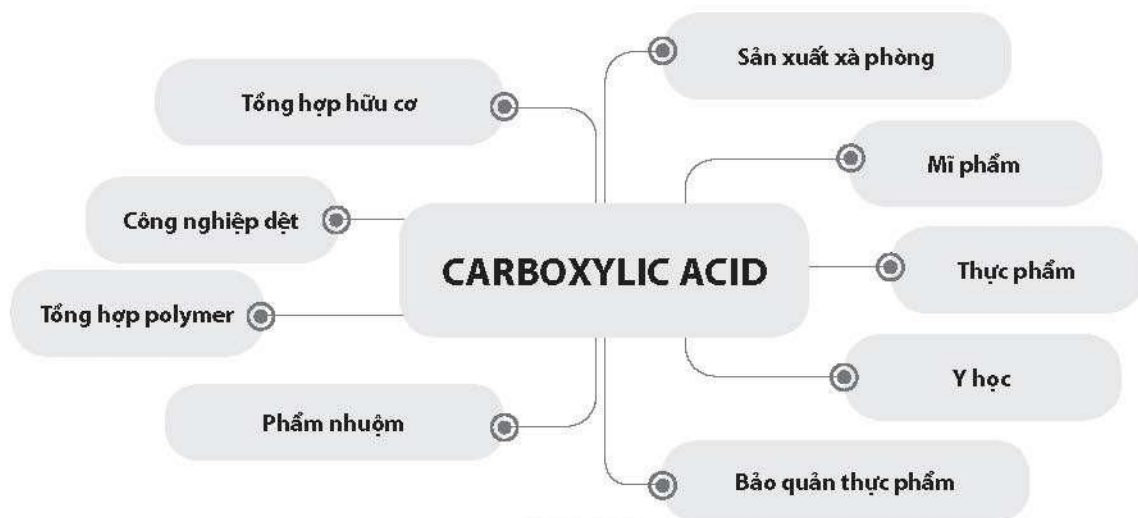 Sản xuất xà phòng
Tổng hợp hữu cơ
Mĩ phẩm
Công nghiệp dệt
CARBOXYLIC ACID
Thực phẩm
Tổng hợp polymer
Y học
Phẩm nhuộm
Bảo quản thực phẩm